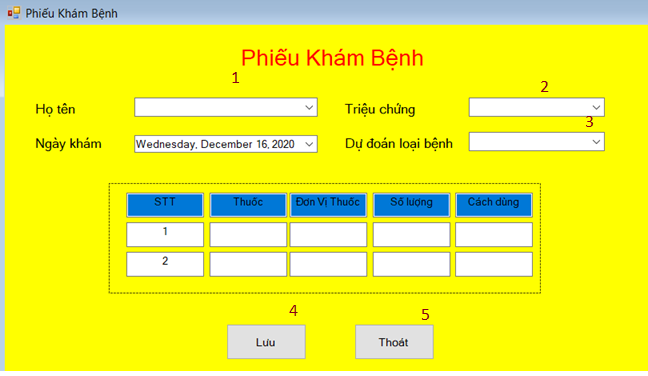 Phiếu Khám Bệnh
Phiếu Khám Bệnh
1
2
Họ tên
Triệu chứng
3
Ngày khám
Wednesday, December 16, 2020
Dự đoán loại bệnh
STT Thuốc Đơn Vị Thuốc Số lượng Cách dùng
1
2
4
5
Lưu
Thoát